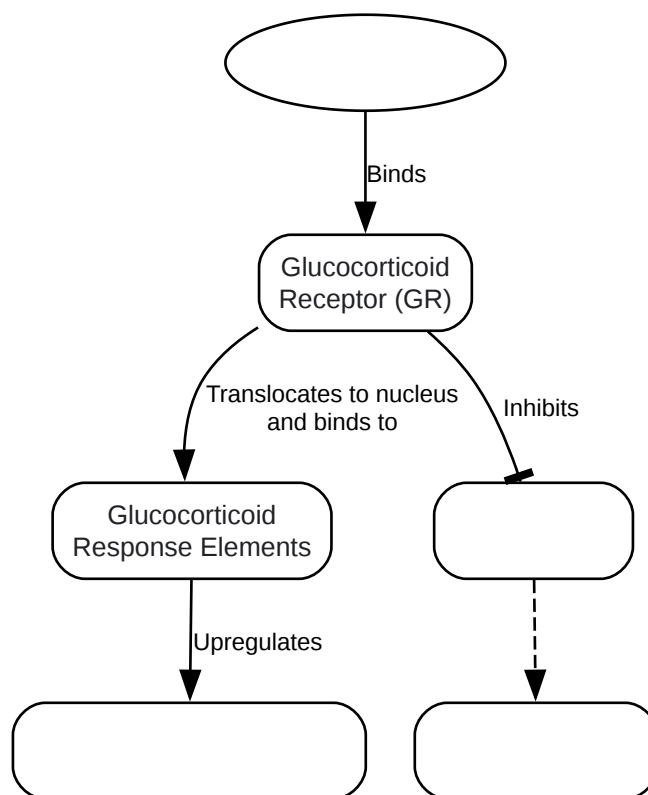 Binds
Glucocorticoid
Receptor (GR)
Translocates to nucleus
and binds to
Inhibits
Glucocorticoid
Response Elements
Upregulates